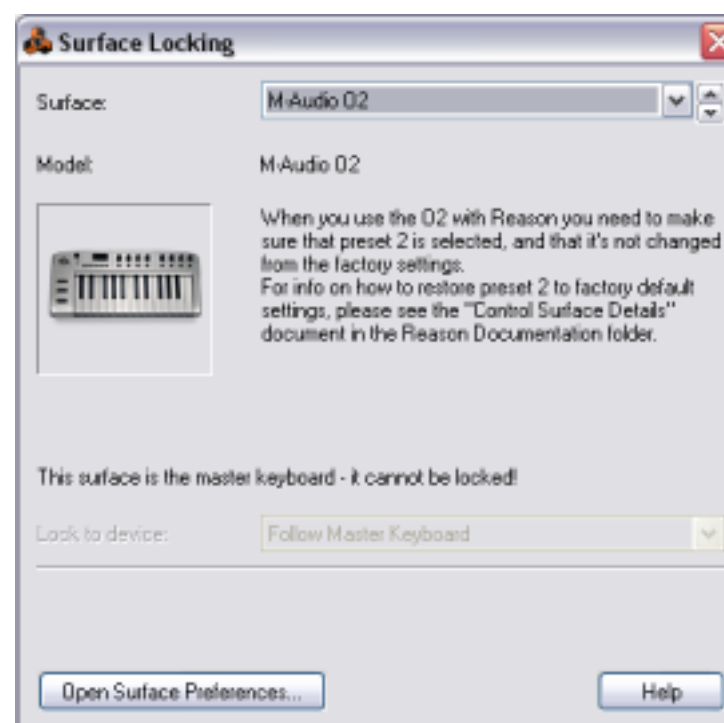 Surface Locking
Surface: M-Audio O2
Model: M-Audio O2
When you use the O2 with Reason you need to make
sure that preset 2 is selected, and that it's not changed
from the factory settings.
For info on how to restore preset 2 to factory default
settings, please see the "Control Surface Details"
document in the Reason Documentation folder.
This surface is the master keyboard - it cannot be locked!
Lock to device: Follow Master Keyboard
Open Surface Preferences... Help